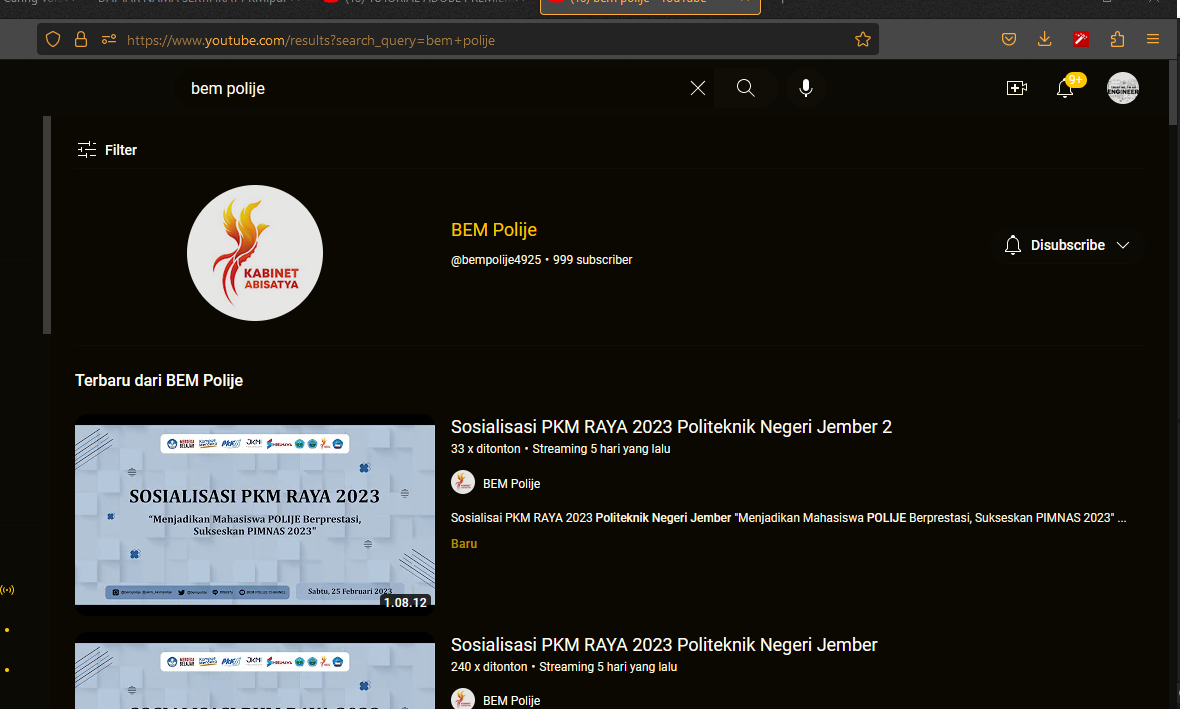 https://www.youtube.com/results?search_query=bem+polije
bem polije
9+
ENGINEER
Filter
KABINET
ABISATYA
BEM Polije
@bempolije4925 • 999 subscriber
Disubscribe
Terbaru dari BEM Polije
SOSIALISASI PKM RAYA 2023
“Menjadikan Mahasiswa POLIJE Berprestasi,
Sukseskan PIMNAS 2023”
Sabtu, 25 Februari 2023
1.08.12
Sosialisasi PKM RAYA 2023 Politeknik Negeri Jember 2
33 x ditonton • Streaming 5 hari yang lalu
BEM Polije
Sosialisai PKM RAYA 2023 Politeknik Negeri Jember "Menjadikan Mahasiswa POLIJE Berprestasi, Sukseskan PIMNAS 2023" ...
Baru
Sosialisasi PKM RAYA 2023 Politeknik Negeri Jember
240 x ditonton • Streaming 5 hari yang lalu
BEM Polije